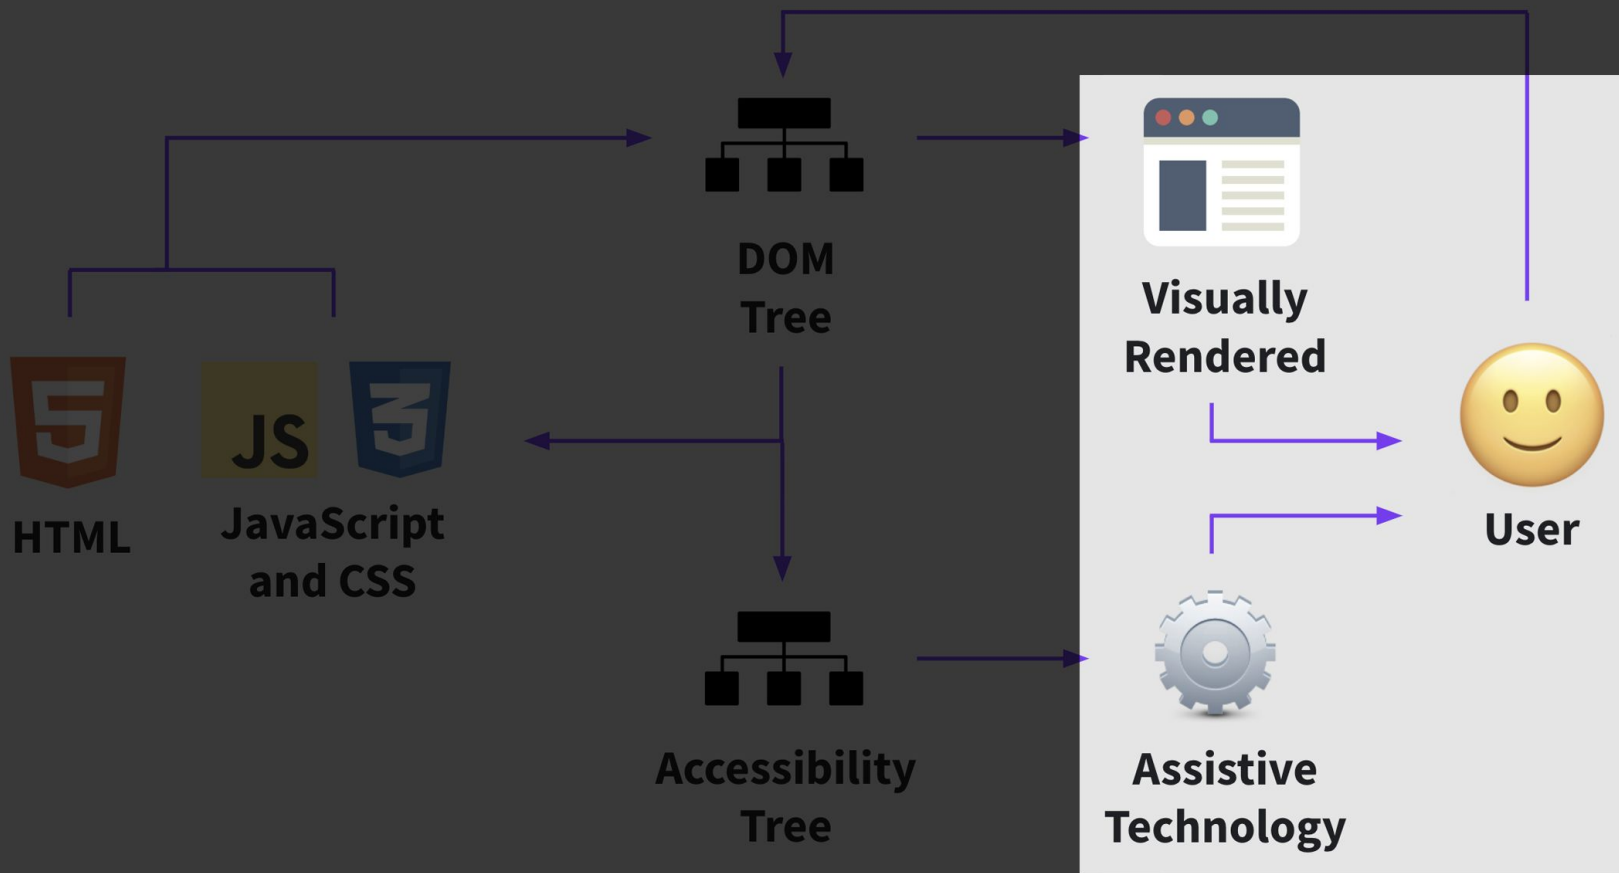 DOM
Tree
Visually
Rendered
JS
HTML
JavaScript
and CSS
User
Accessibility
Tree
Assistive
Technology